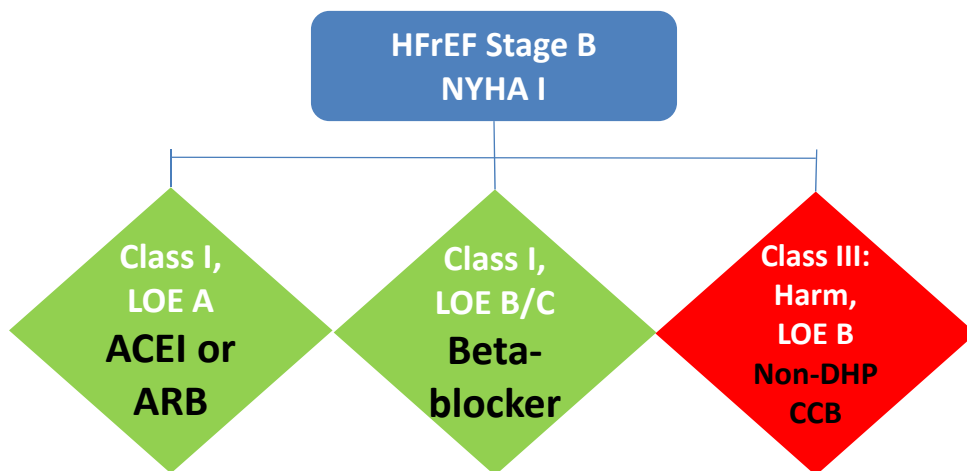 HFrEF Stage B
NYHA I
Class I,
LOE A
ACEI or
ARB
Class I,
LOE B/C
Beta-
blocker
Class III:
Harm,
LOE B
Non-DHP
CCB